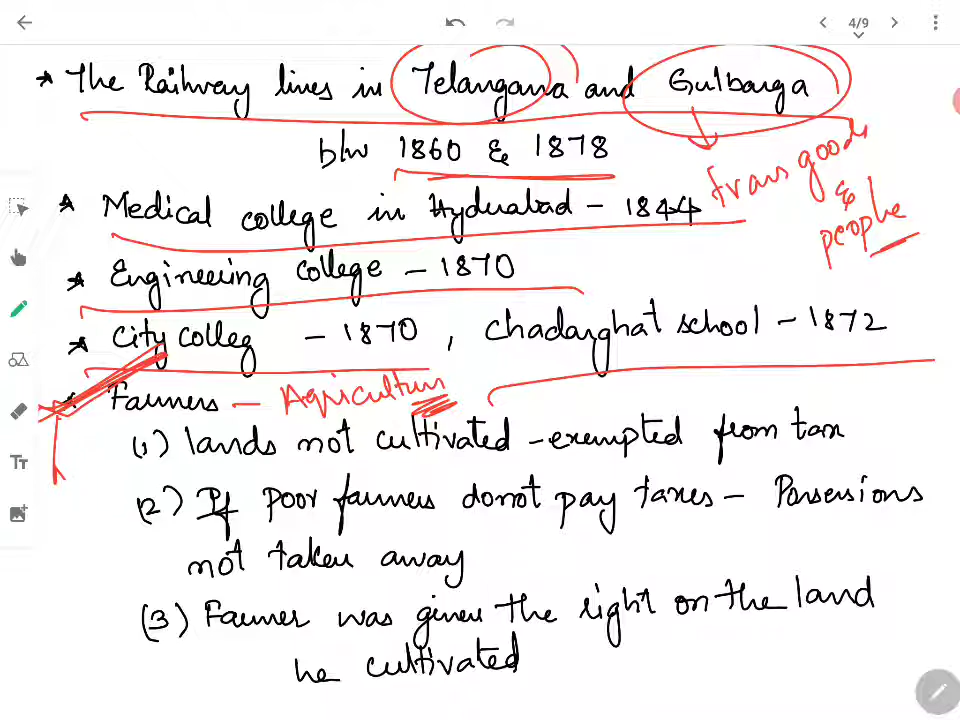 4/9
* The Railway lines in Telangana and Gulbarga
b/w 1860 & 1878
trans goods
&
people
* Medical college in Hyderabad - 1844
* Engineering college - 1870
* City colleg - 1870, Chadarghat school - 1872
* Farmers - Agriculture
(1) lands not cultivated - exempted from tax
(2) If poor farmers donot pay taxes - Possersions
not taken away
(3) Farmer was given the right on the land
he cultivated
TT